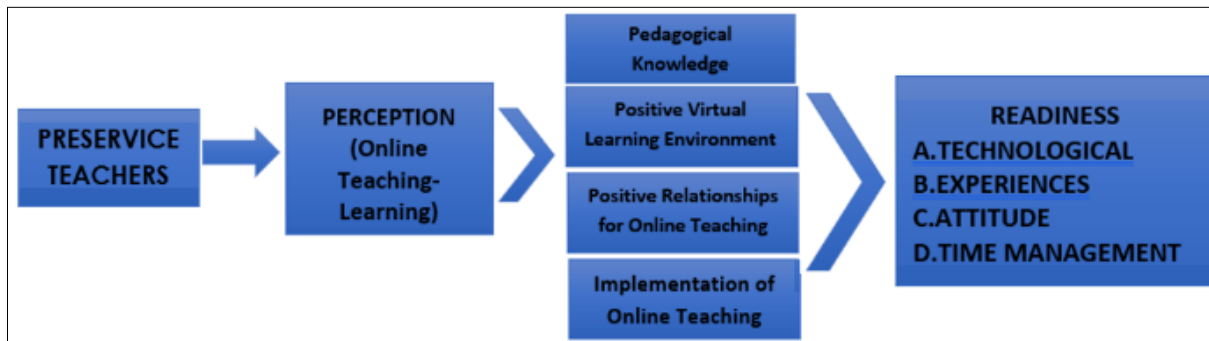 PRESERVICE
TEACHERS
PERCEPTION
(Online
Teaching-
Learning)
Pedagogical
Knowledge
Positive Virtual
Learning Environment
Positive Relationships
for Online Teaching
Implementation of
Online Teaching
READINESS
A.TECHNOLOGICAL
B.EXPERIENCES
C.ATTITUDE
D.TIME MANAGEMENT